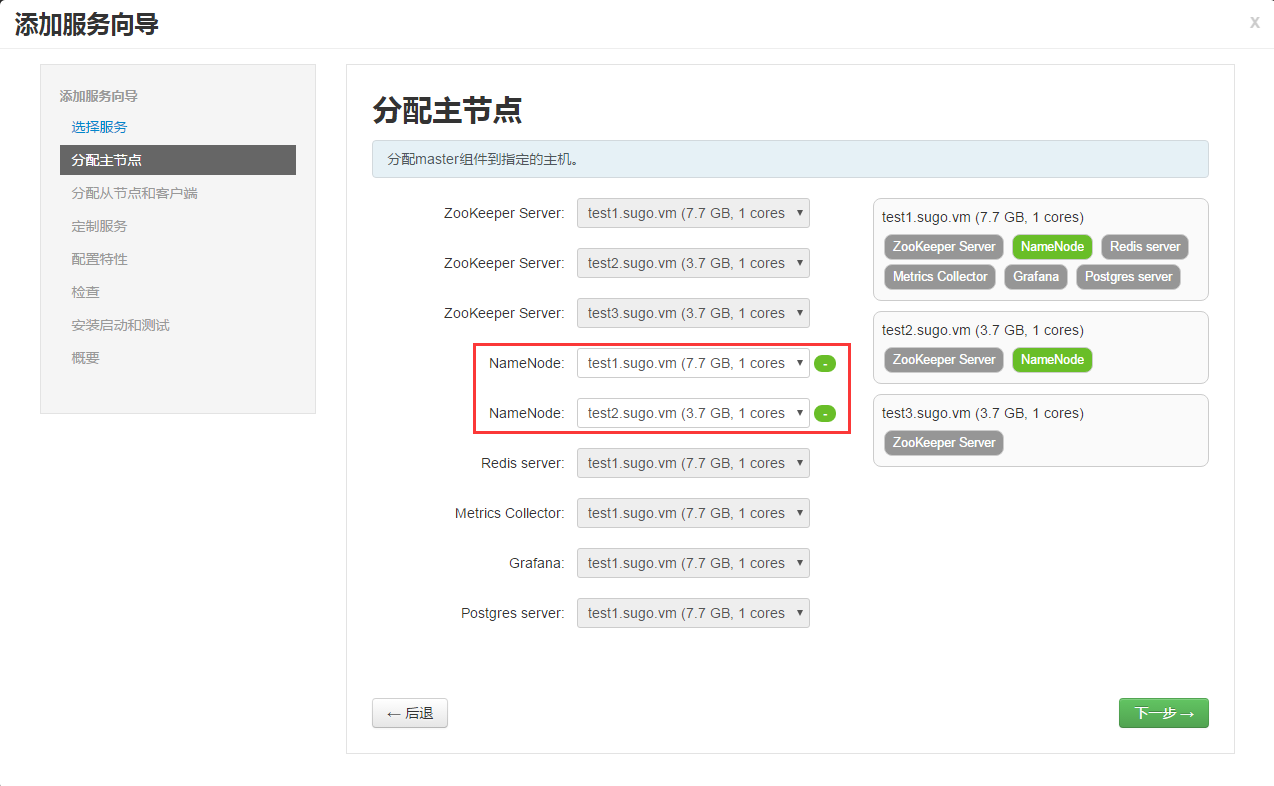 添加服务向导
x
添加服务向导
选择服务
分配主节点
分配从节点和客户端
定制服务
配置特性
检查
安装启动和测试
概要
分配主节点
分配master组件到指定的主机。
ZooKeeper Server: test1.sugo.vm (7.7 GB, 1 cores
ZooKeeper Server: test2.sugo.vm (3.7 GB, 1 cores
ZooKeeper Server: test3.sugo.vm (3.7 GB, 1 cores
NameNode: test1.sugo.vm (7.7 GB, 1 cores -
NameNode: test2.sugo.vm (3.7 GB, 1 cores -
Redis server: test1.sugo.vm (7.7 GB, 1 cores
Metrics Collector: test1.sugo.vm (7.7 GB, 1 cores
Grafana: test1.sugo.vm (7.7 GB, 1 cores
Postgres server: test1.sugo.vm (7.7 GB, 1 cores
test1.sugo.vm (7.7 GB, 1 cores)
ZooKeeper Server NameNode Redis server
Metrics Collector Grafana Postgres server
test2.sugo.vm (3.7 GB, 1 cores)
ZooKeeper Server NameNode
test3.sugo.vm (3.7 GB, 1 cores)
ZooKeeper Server
← 后退
下一步 →